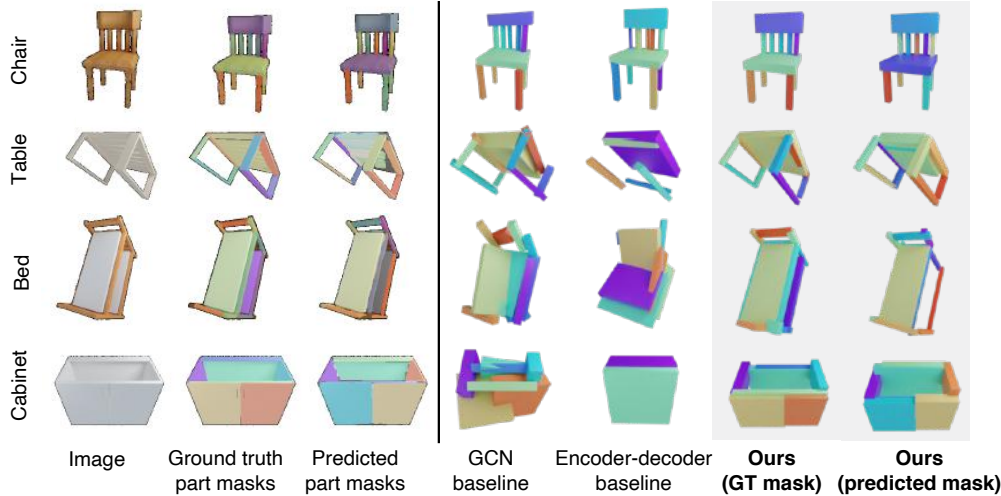 Chair
Table
Bed
Cabinet
Image
Ground truth
part masks
Predicted
part masks
GCN
baseline
Encoder-decoder
baseline
Ours
(GT mask)
Ours
(predicted mask)